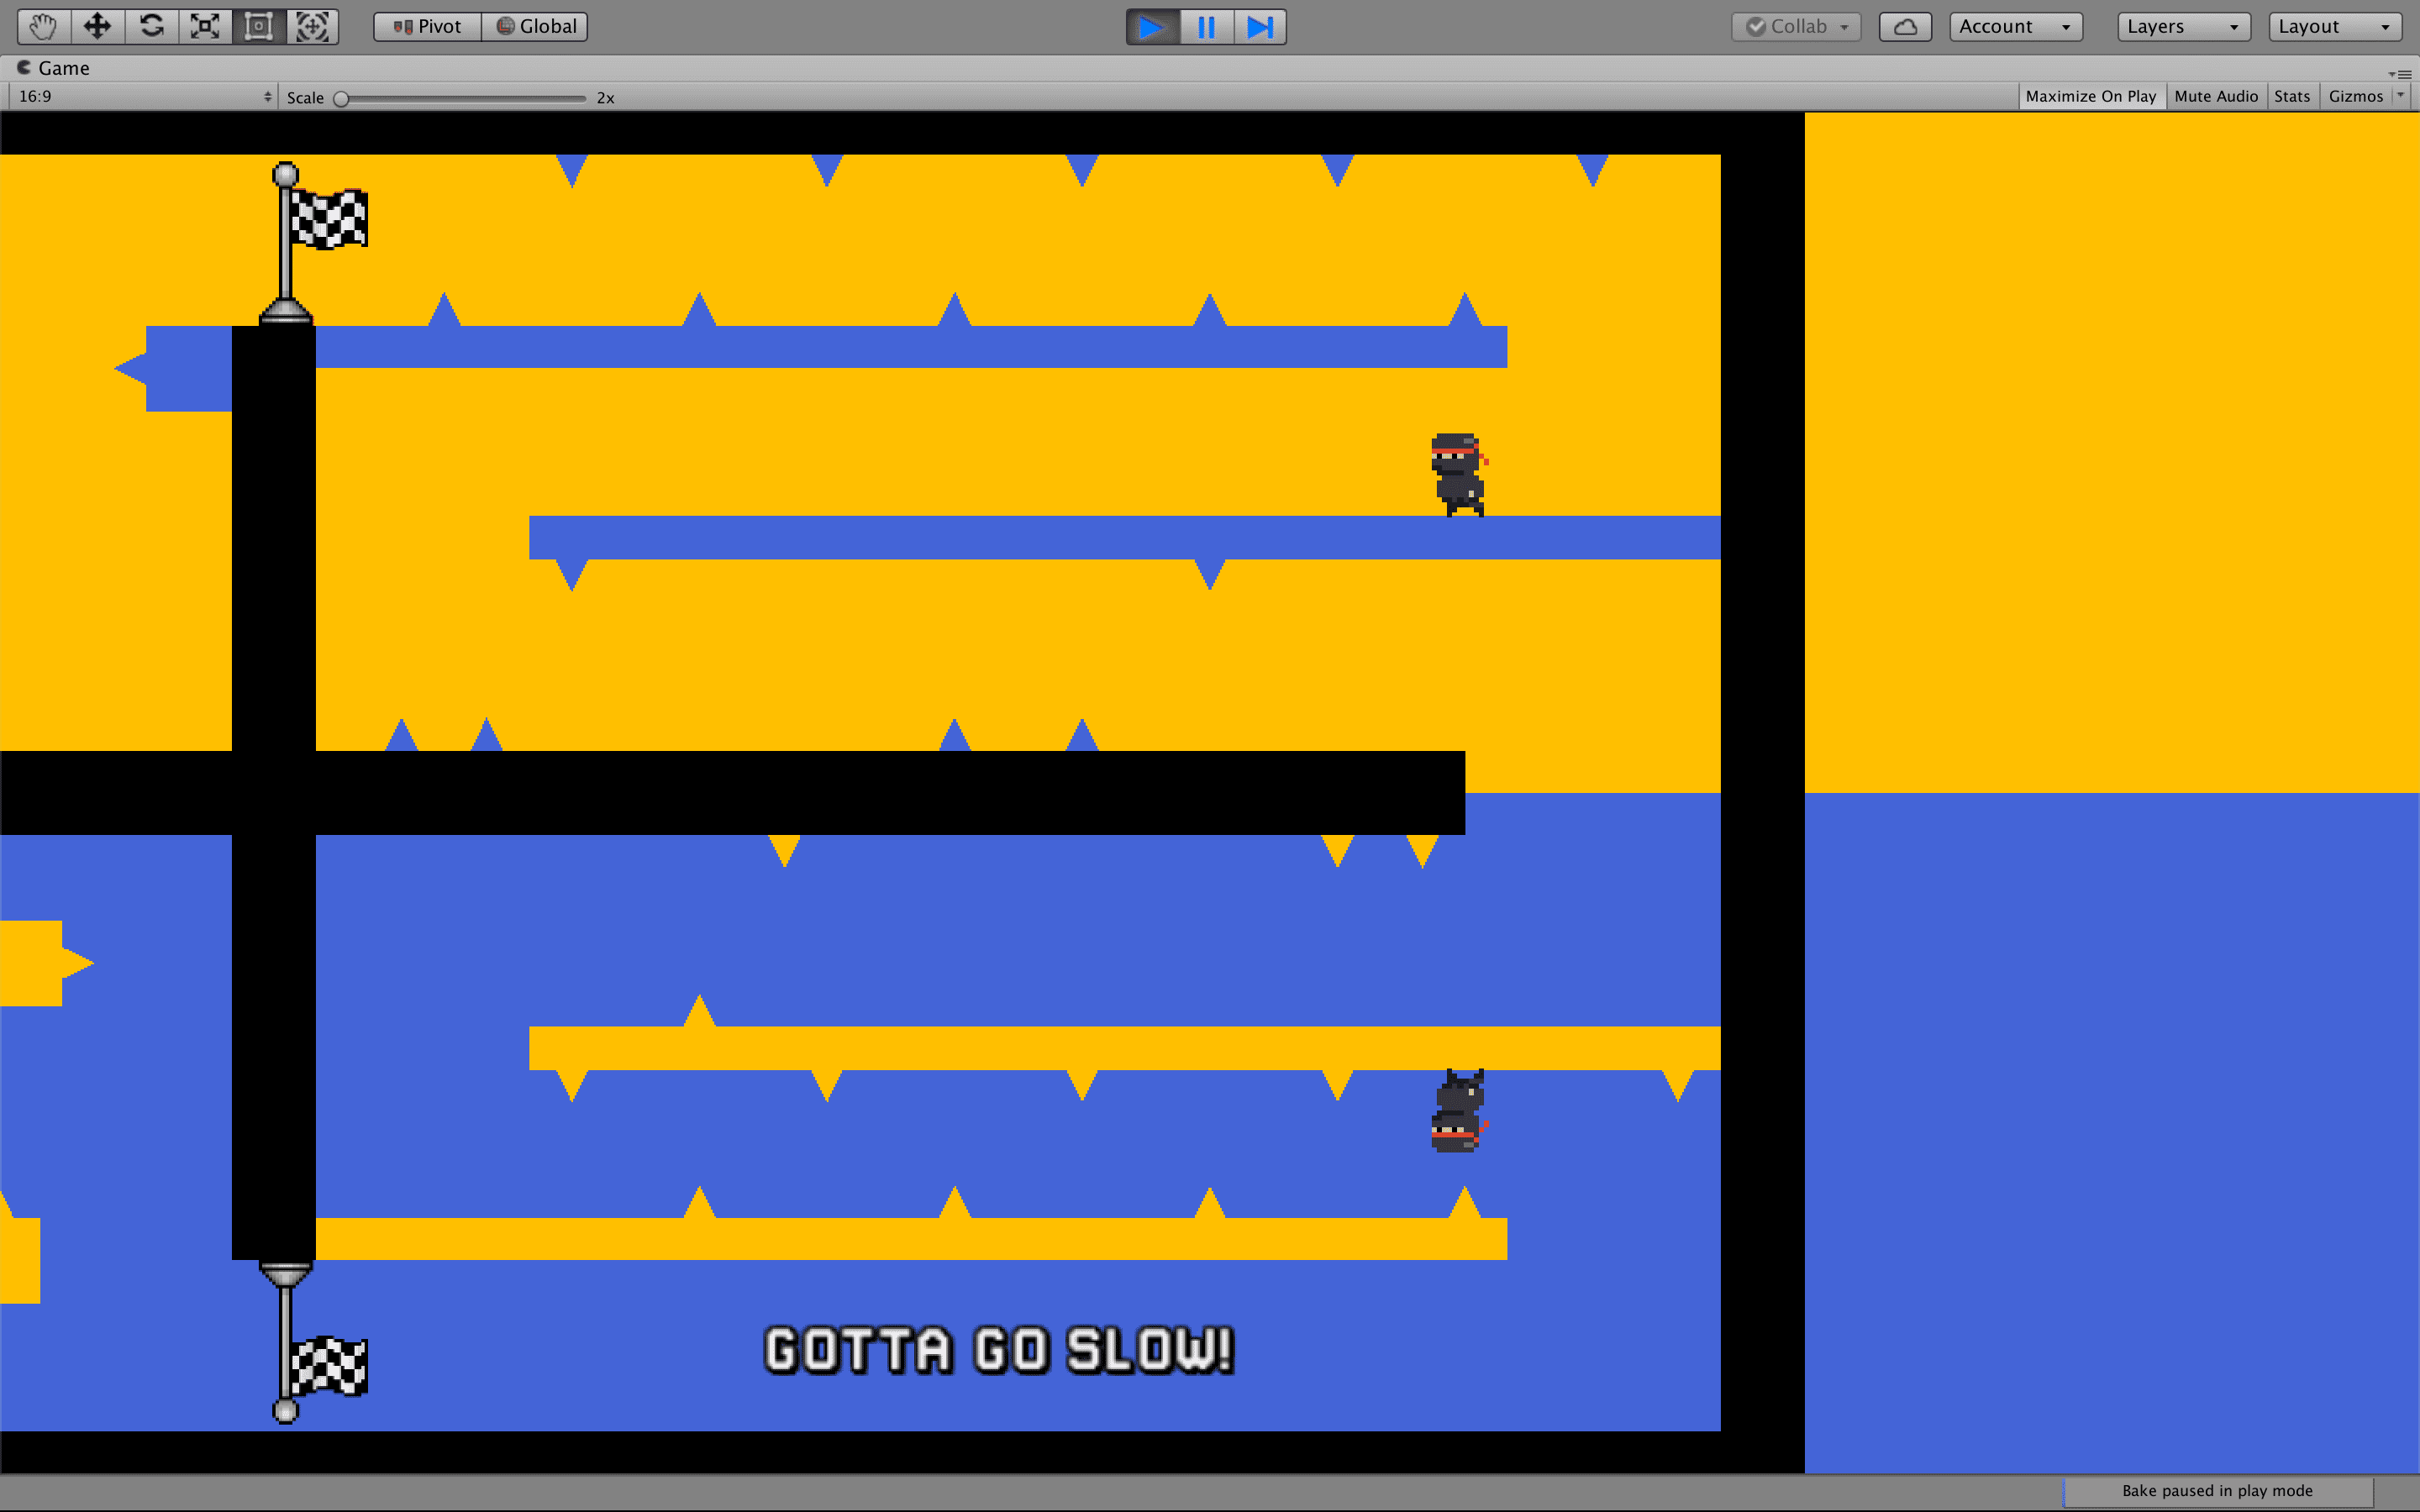 Pivot Global Collab Account Layers Layout
Game
16:9 Scale 2x Maximize On Play Mute Audio Stats Gizmos
GOTTA GO SLOW!
Bake paused in play mode